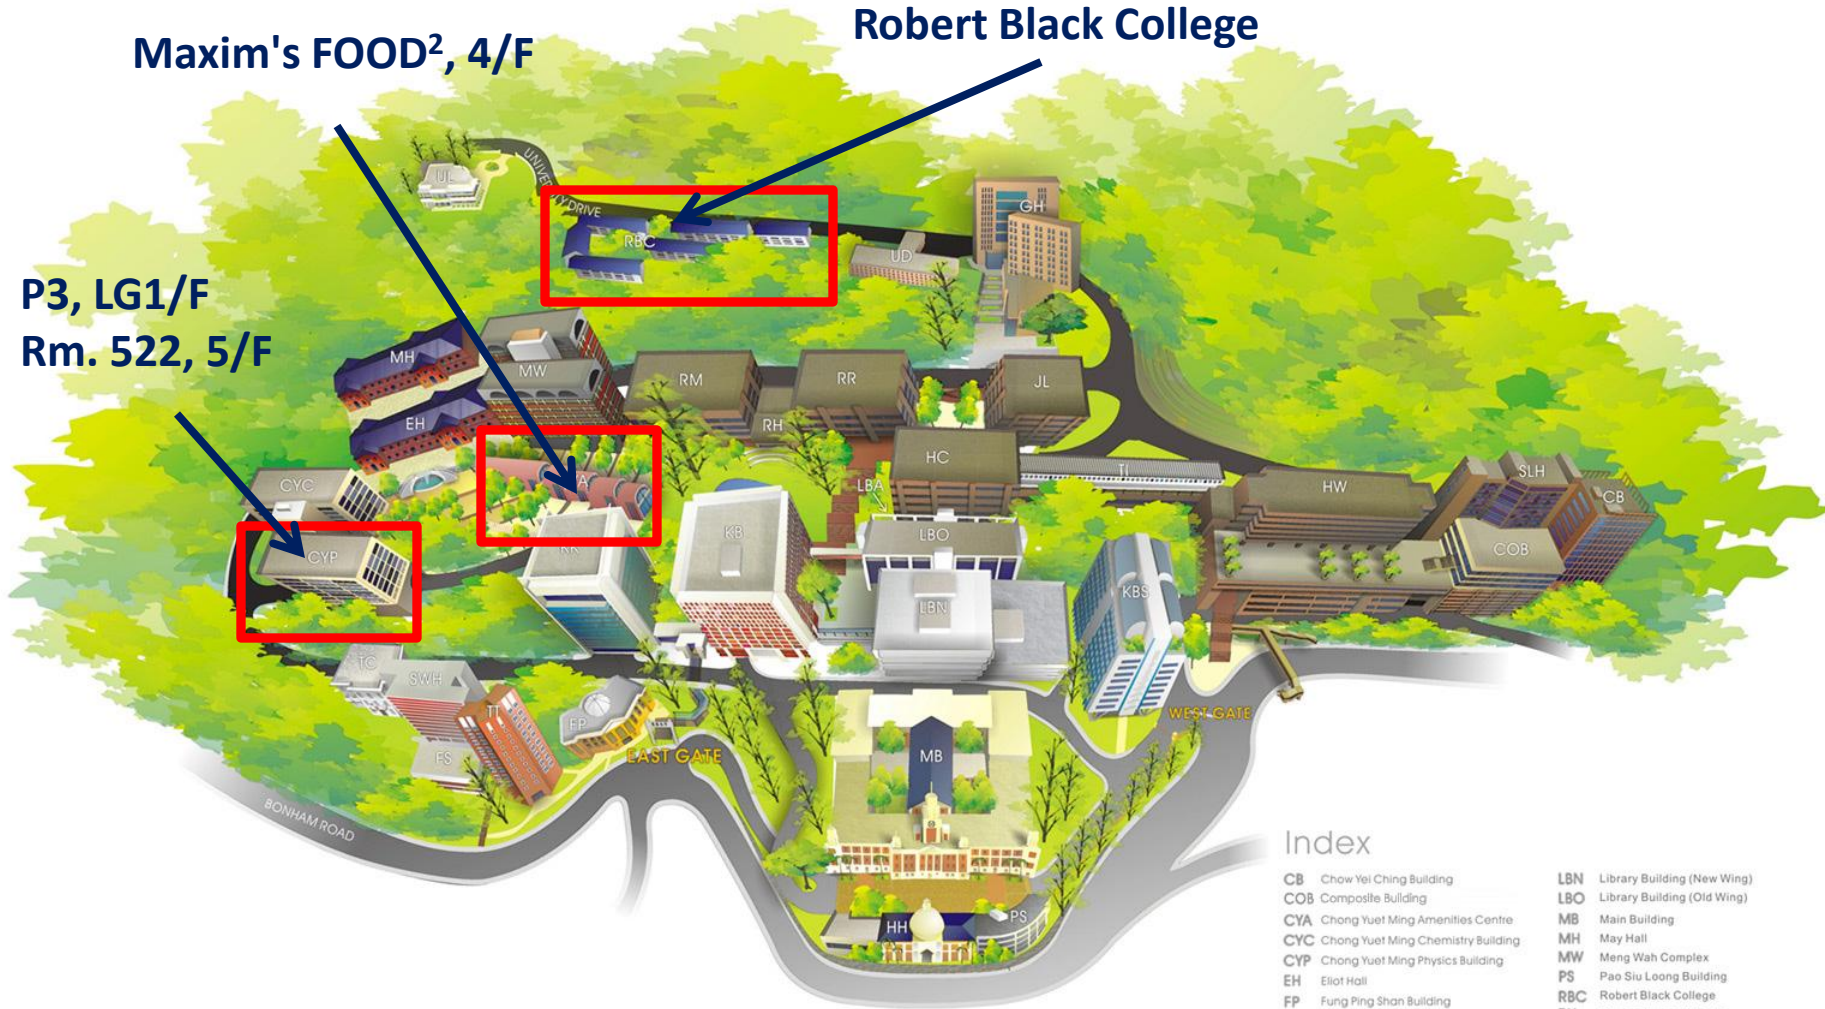 Maxim's FOOD², 4/F
Robert Black College
P3, LG1/F
Rm. 522, 5/F
UL
UNIVERSITY DRIVE
RBC
UD
GH
MH
MW
RM
RR
JL
EH
RH
HC
TL
CYC
LBA
HW
SLH
CB
CYP
KK
KB
LBO
COB
LBN
KBS
TC
SWH
TT
FP
FS
EAST GATE
WEST GATE
MB
BONHAM ROAD
HH
PS
Index
CB Chow Yei Ching Building
COB Composite Building
CYA Chong Yuet Ming Amenities Centre
CYC Chong Yuet Ming Chemistry Building
CYP Chong Yuet Ming Physics Building
EH Eliot Hall
FP Fung Ping Shan Building
LBN Library Building (New Wing)
LBO Library Building (Old Wing)
MB Main Building
MH May Hall
MW Meng Wah Complex
PS Pao Siu Loong Building
RBC Robert Black College